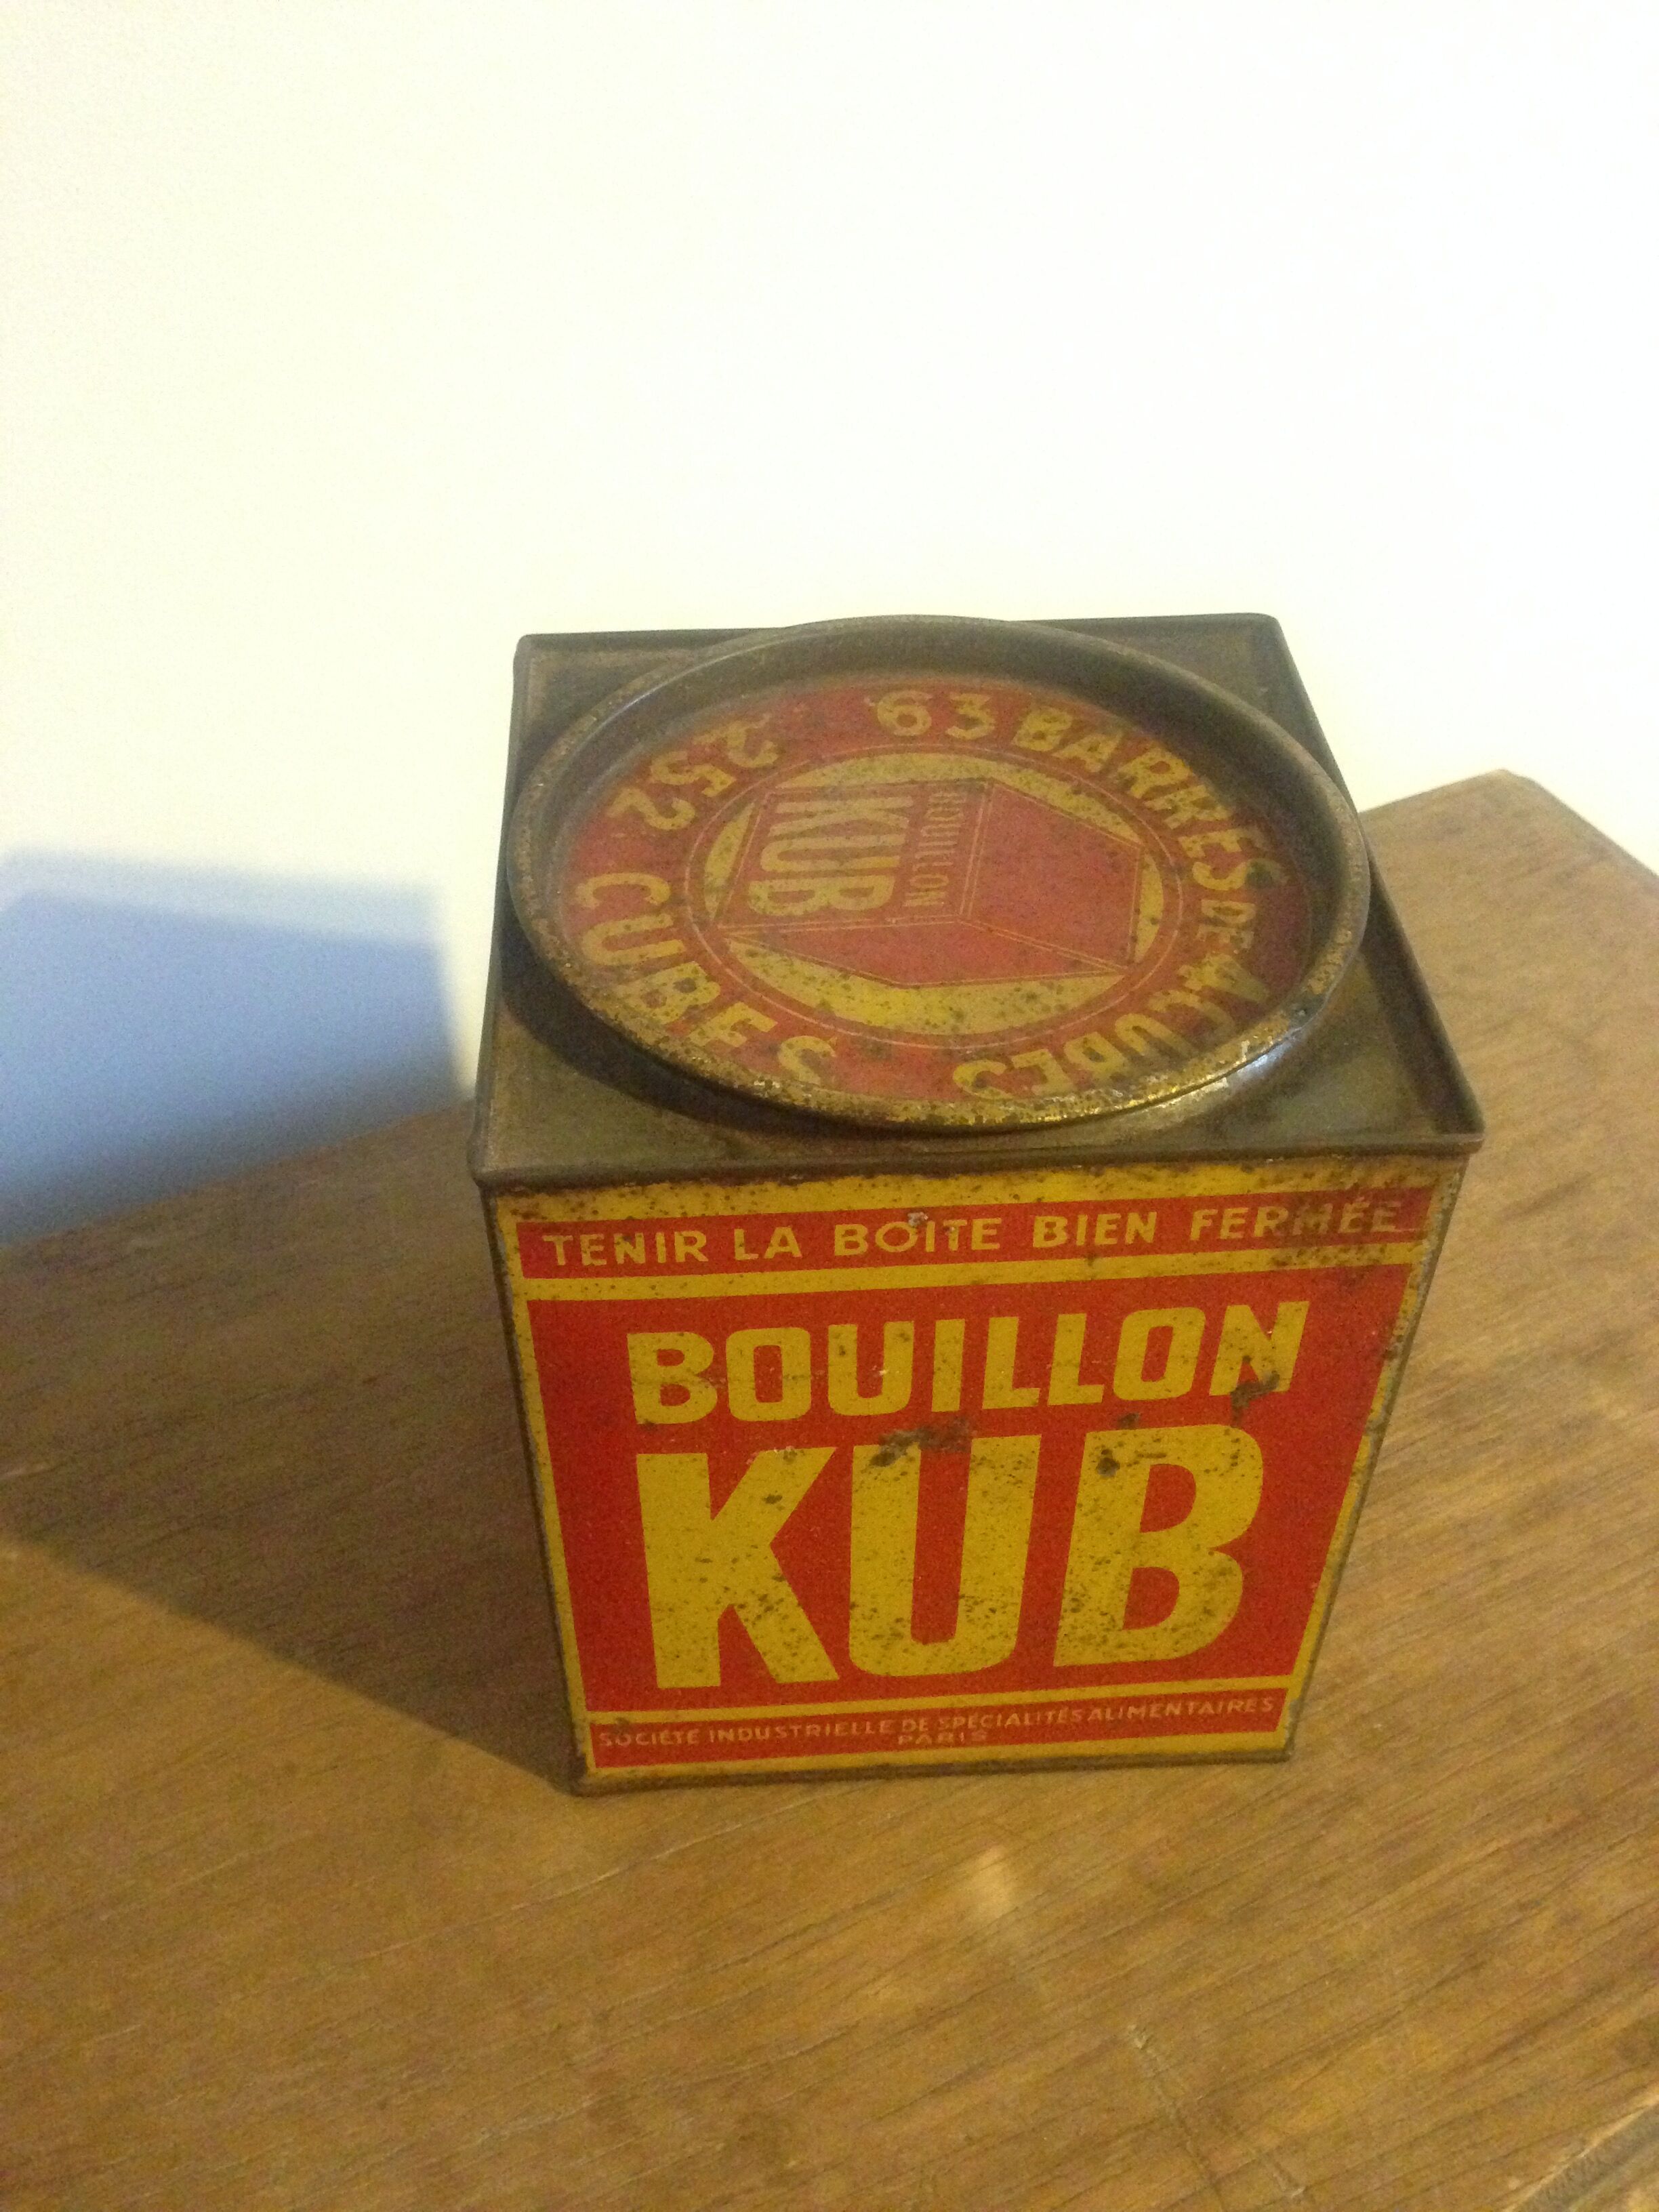 252 CUBES
63 BARRES DE 4 CUBES
BOUILLON
KUB
TENIR LA BOITE BIEN FERMÉE
BOUILLON
KUB
SOCIÉTÉ INDUSTRIELLE DE SPÉCIALITÉS ALIMENTAIRES
PARIS